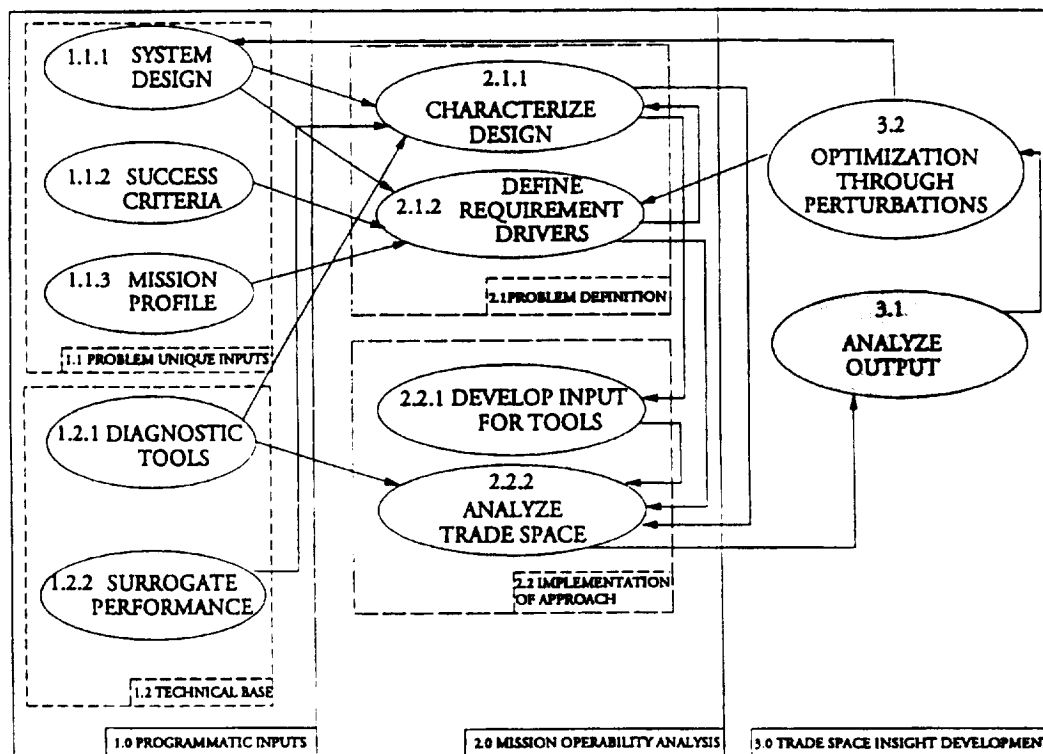 1.1.1 SYSTEM
DESIGN
1.1.2 SUCCESS
CRITERIA
1.1.3 MISSION
PROFILE
1.1 PROBLEM UNIQUE INPUTS
1.2.1 DIAGNOSTIC
TOOLS
1.2.2 SURROGATE
PERFORMANCE
1.2 TECHNICAL BASE
1.0 PROGRAMMATIC INPUTS
2.1.1
CHARACTERIZE
DESIGN
DEFINE
2.1.2 REQUIREMENT
DRIVERS
2.1PROBLEM DEFINITION
2.2.1 DEVELOP INPUT
FOR TOOLS
2.2.2
ANALYZE
TRADE SPACE
2.2 IMPLEMENTATION
OF APPROACH
2.0 MISSION OPERABILITY ANALYSIS
3.2
OPTIMIZATION
THROUGH
PERTURBATIONS
3.1
ANALYZE
OUTPUT
3.0 TRADE SPACE INSIGHT DEVELOPMENT